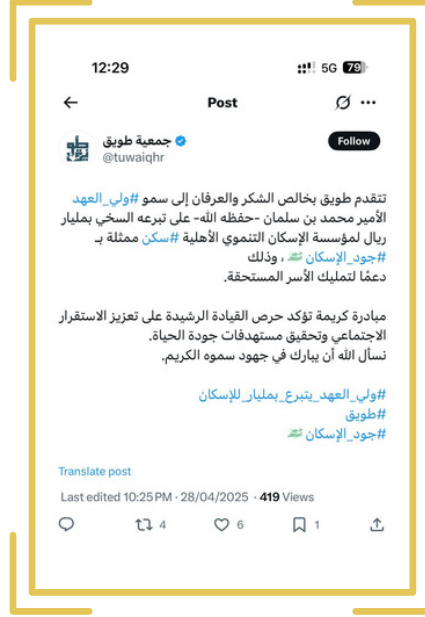 12:29
5G 79
Post
جمعية طويق
@tuwaiqhr
Follow
تتقدم طويق بخالص الشكر والعرفان إلى سمو #ولي_العهد
الأمير محمد بن سلمان -حفظه الله- على تبرعه السخي بمليار
ريال لمؤسسة الإسكان التنموي الأهلية #سكن ممثلة بـ
#جود_الإسكان ، وذلك
دعمًا لتمليك الأسر المستحقة.
مبادرة كريمة تؤكد حرص القيادة الرشيدة على تعزيز الاستقرار
الاجتماعي وتحقيق مستهدفات جودة الحياة.
نسأل الله أن يبارك في جهود سموه الكريم.
#ولي_العهد_يتبرع_بمليار_للإسكان
#طويق
#جود_الإسكان
Translate post
Last edited 10:25 PM · 28/04/2025 · 419 Views
4 6 1